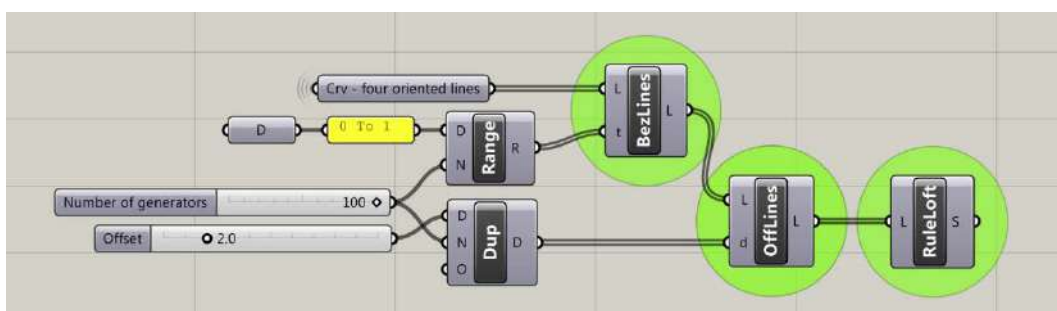 Crv - four oriented lines
D
0 To 1
D
N
Range
R
L
t
BezLines
L
Number of generators
100
Offset
2.0
D
N
O
Dup
D
L
d
OffLines
L
L
RuleLoft
S